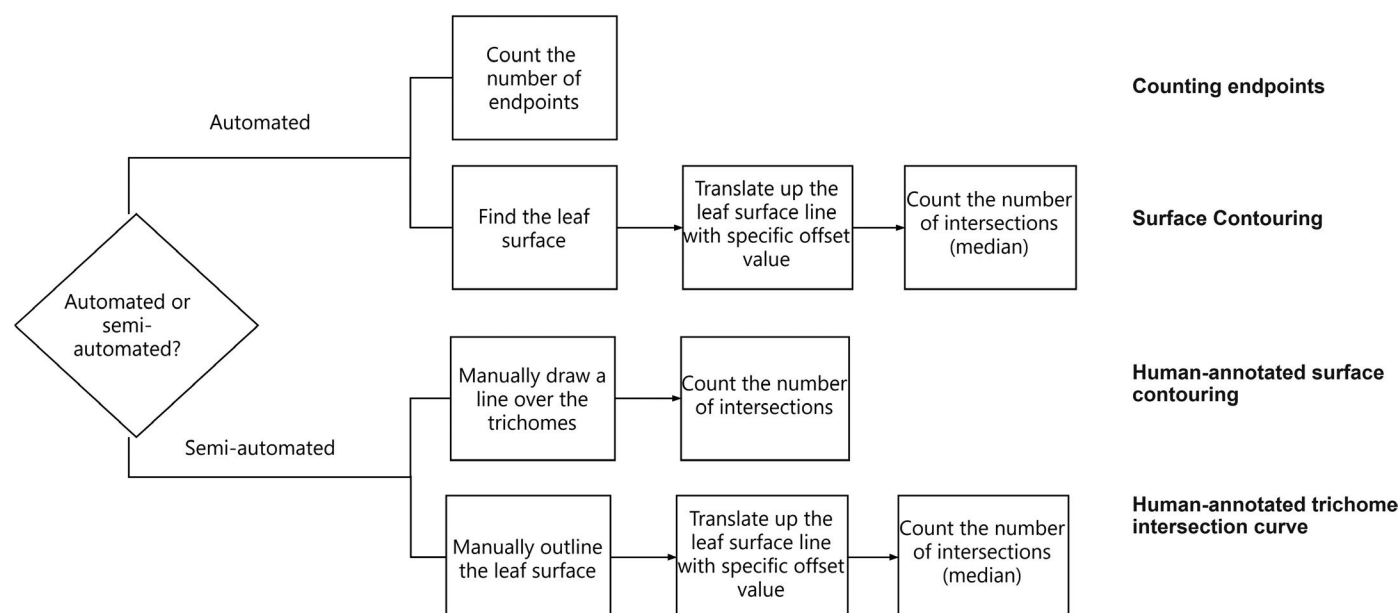 Count the
number of
endpoints
Counting endpoints
Automated
Find the leaf
surface
Translate up the
leaf surface line
with specific offset
value
Count the number
of intersections
(median)
Surface Contouring
Automated or
semi-
automated?
Manually draw a
line over the
trichomes
Count the number
of intersections
Human-annotated surface
contouring
Semi-automated
Manually outline
the leaf surface
Translate up the
leaf surface line
with specific offset
value
Count the number
of intersections
(median)
Human-annotated trichome
intersection curve